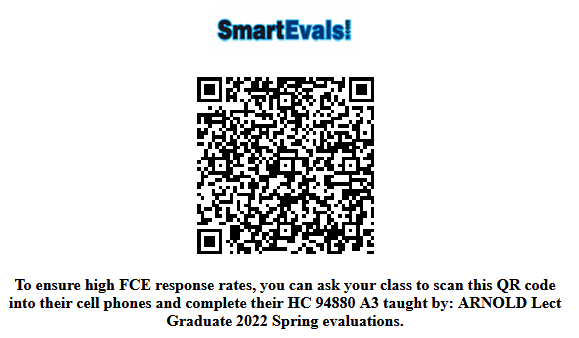 SmartEvals!
To ensure high FCE response rates, you can ask your class to scan this QR code
into their cell phones and complete their HC 94880 A3 taught by: ARNOLD Lect
Graduate 2022 Spring evaluations.